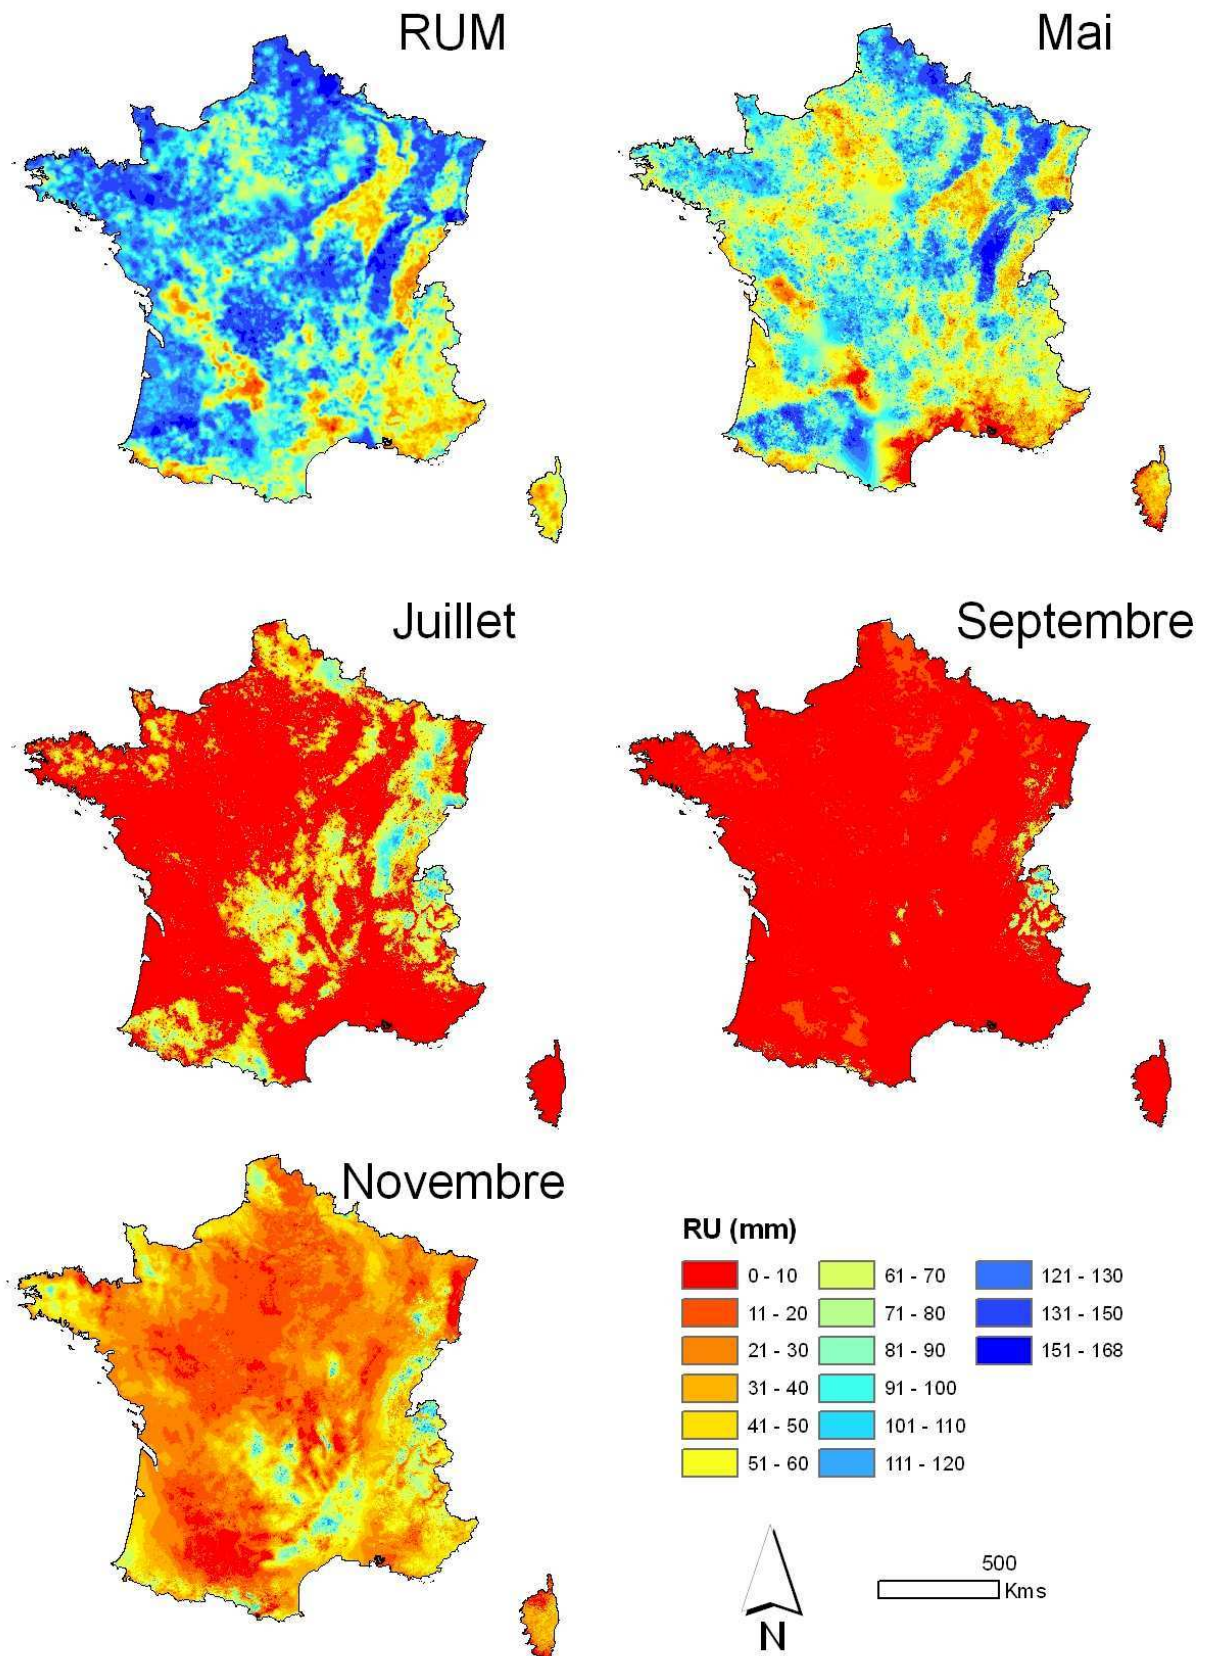 RUM
Mai
Juillet
Septembre
Novembre
RU (mm)
0 - 10
11 - 20
21 - 30
31 - 40
41 - 50
51 - 60
61 - 70
71 - 80
81 - 90
91 - 100
101 - 110
111 - 120
121 - 130
131 - 150
151 - 168
N
500
Kms